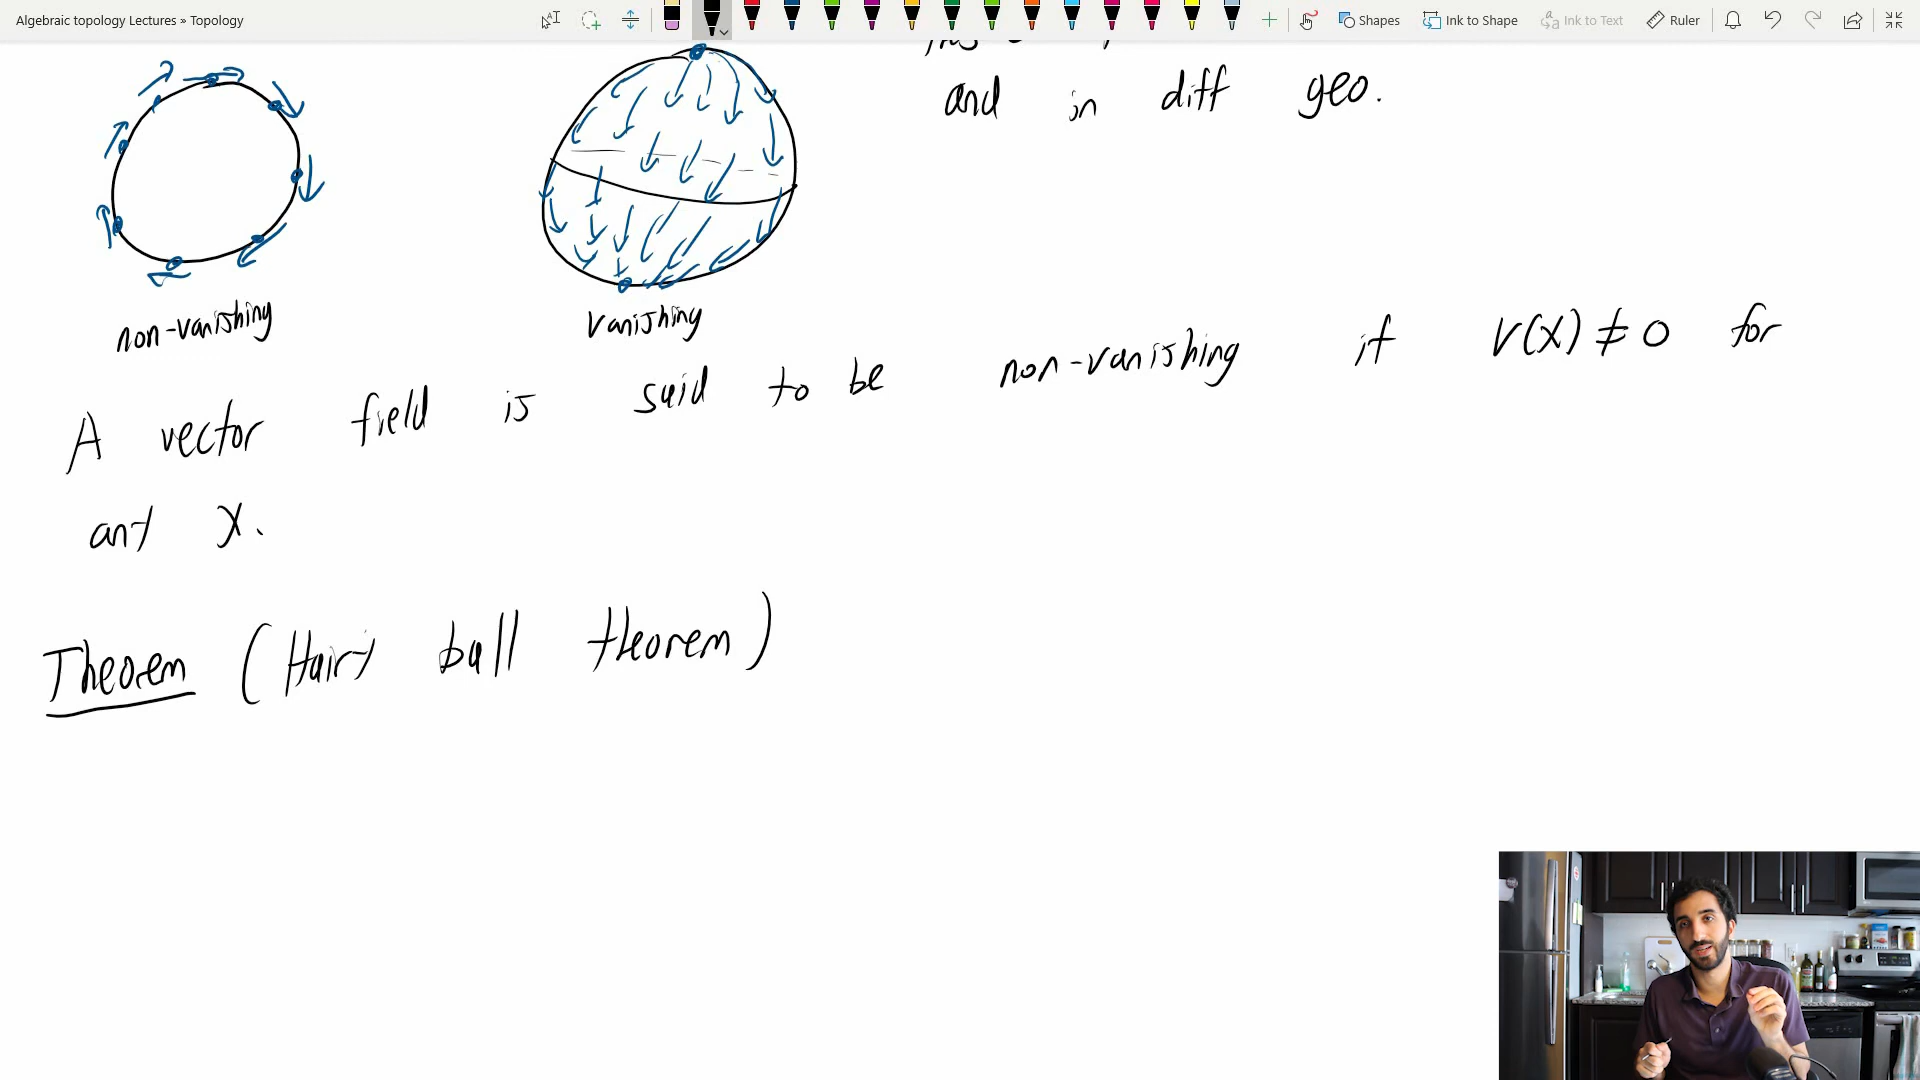 Algebraic topology Lectures » Topology
Shapes
Ink to Shape
Ink to Text
Ruler
and in diff geo.
non-vanishing
vanishing
A vector field is said to be non-vanishing if V(x) ≠ 0 for
any x.
Theorem (Hairy ball theorem)